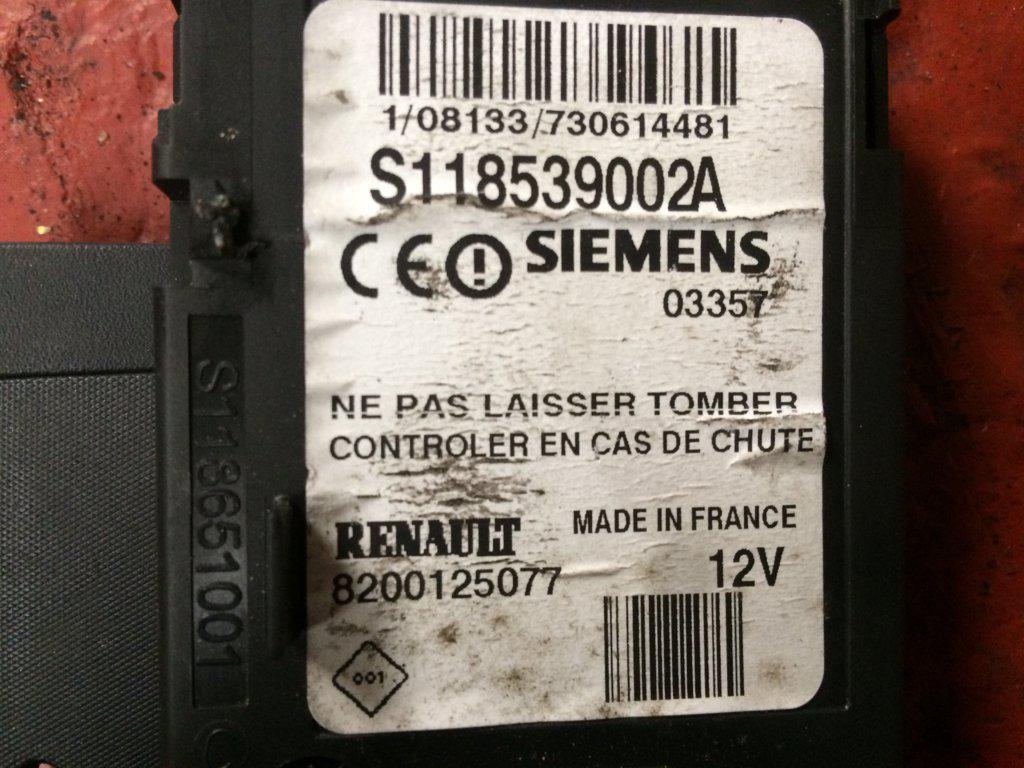 1/08133/730614481
S118539002A
CE
SIEMENS
03357
NE PAS LAISSER TOMBER
CONTROLER EN CAS DE CHUTE
RENAULT
MADE IN FRANCE
8200125077
12V
001
S118651001